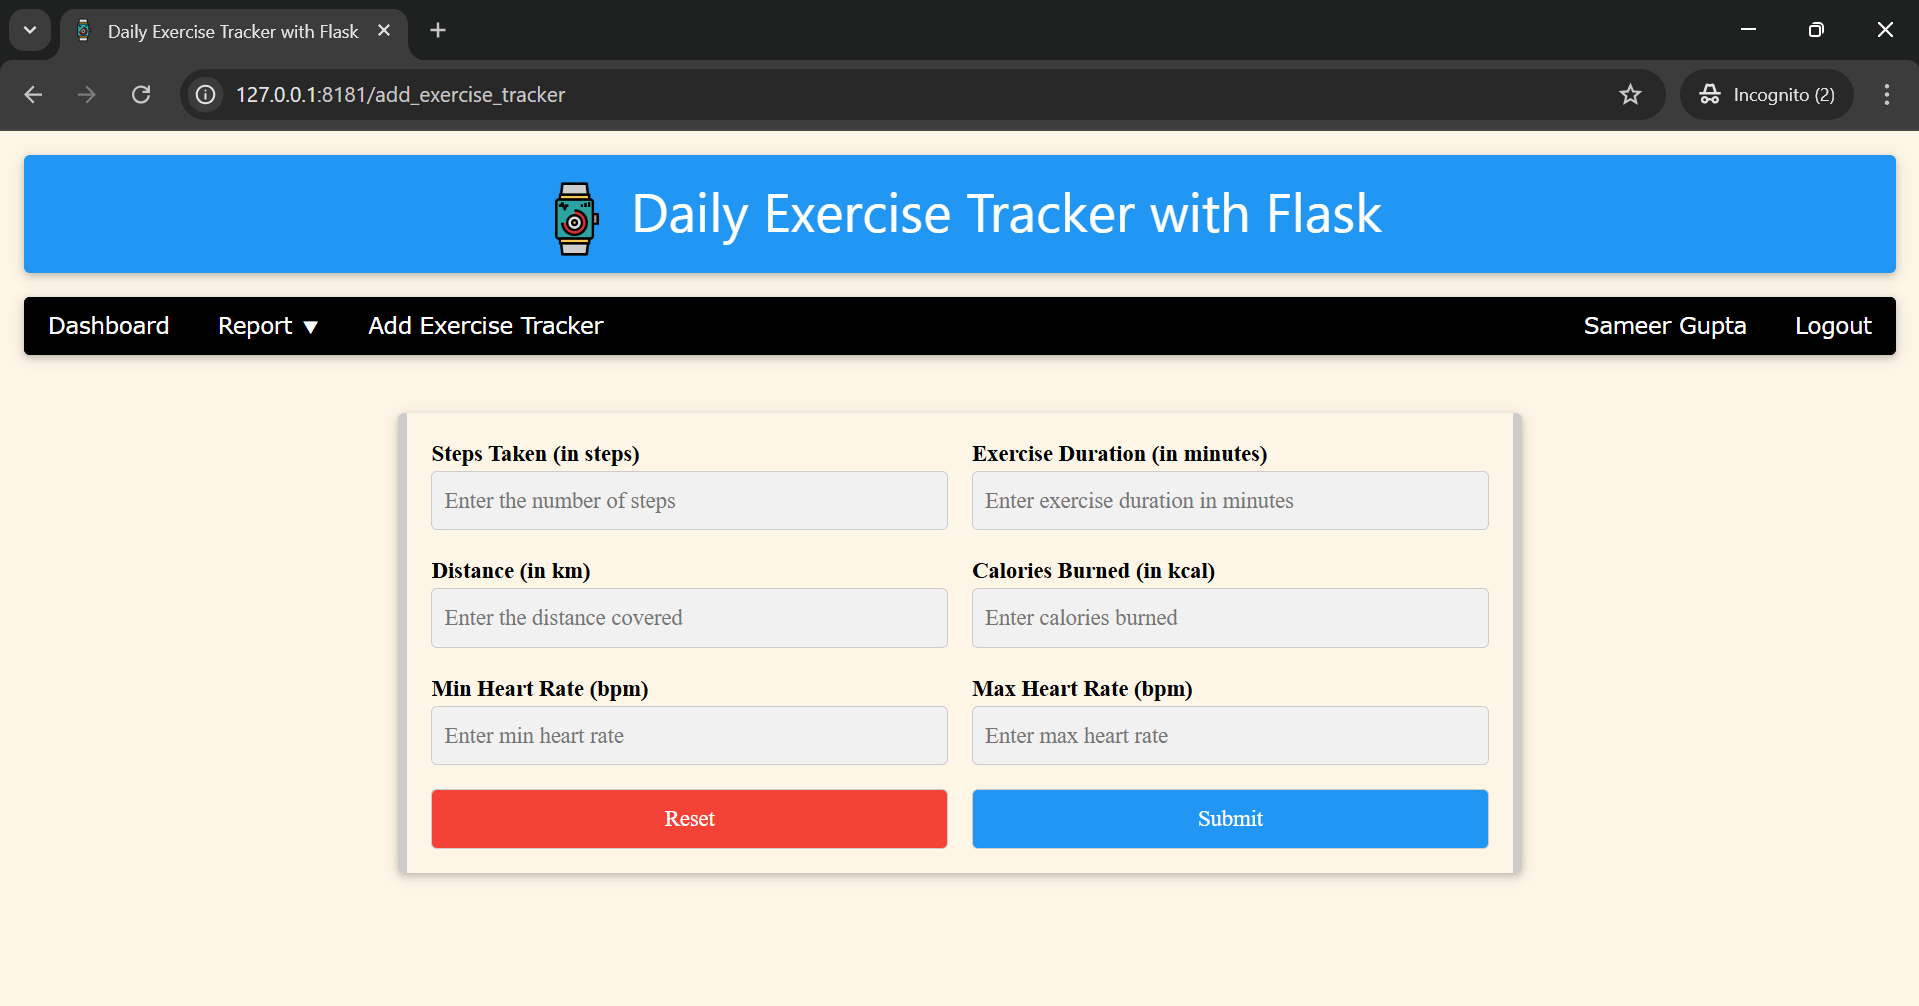 Daily Exercise Tracker with Flask
127.0.0.1:8181/add_exercise_tracker
Incognito (2)
Daily Exercise Tracker with Flask
Dashboard Report ▼ Add Exercise Tracker Sameer Gupta Logout
Steps Taken (in steps) Exercise Duration (in minutes)
Enter the number of steps Enter exercise duration in minutes
Distance (in km) Calories Burned (in kcal)
Enter the distance covered Enter calories burned
Min Heart Rate (bpm) Max Heart Rate (bpm)
Enter min heart rate Enter max heart rate
Reset Submit